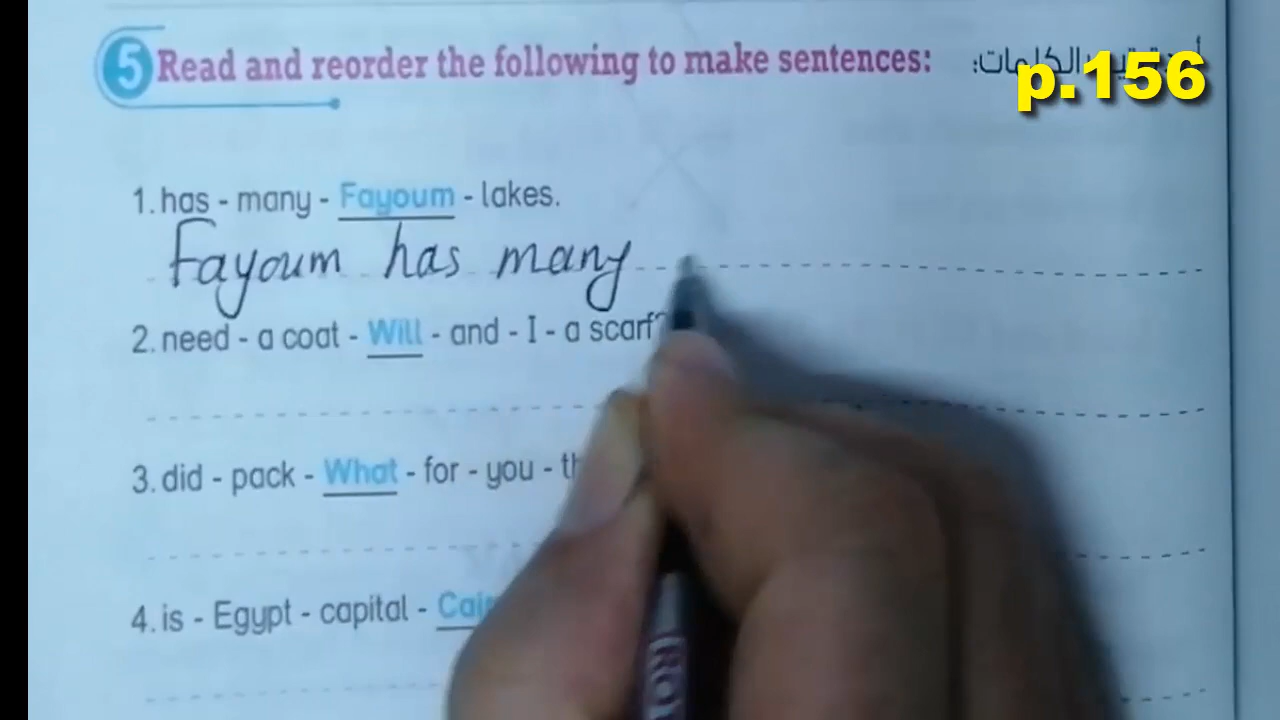 5 Read and reorder the following to make sentences: الكلمات:
p.156
1. has - many - Fayoum - lakes.
Fayoum has many
2. need - a coat - Will - and - I - a scarf?
3. did - pack - What - for - you -
4. is - Egypt - capital -